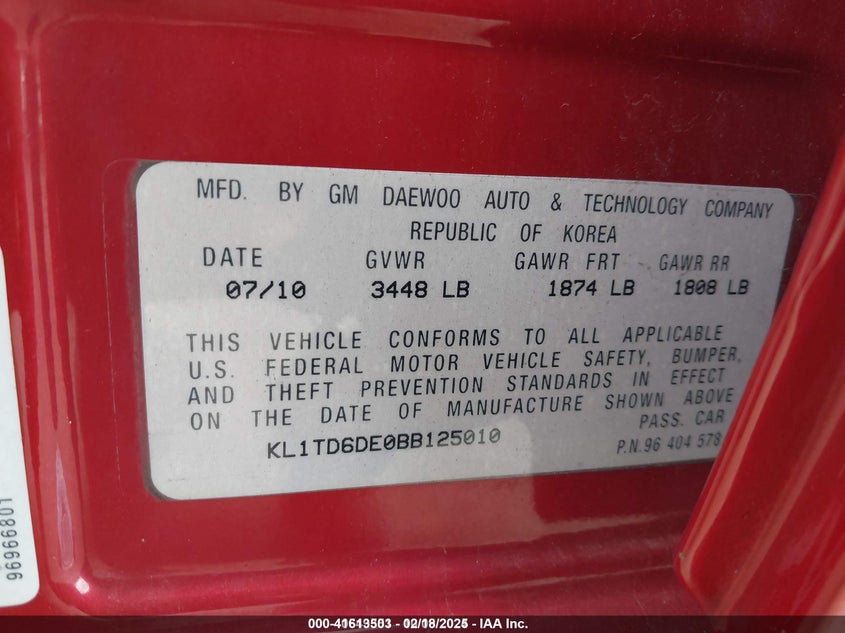 MFD. BY GM DAEWOO AUTO & TECHNOLOGY COMPANY
REPUBLIC OF KOREA
DATE GVWR GAWR FRT GAWR RR
07/10 3448 LB 1874 LB 1808 LB
THIS VEHICLE CONFORMS TO ALL APPLICABLE
U.S. FEDERAL MOTOR VEHICLE SAFETY, BUMPER,
AND THEFT PREVENTION STANDARDS IN EFFECT
ON THE DATE OF MANUFACTURE SHOWN ABOVE
PASS. CAR
KL1TD6DE0BB125010
P.N.96 404 578
96966801
000-41613503 - 02/18/2025 - IAA Inc.